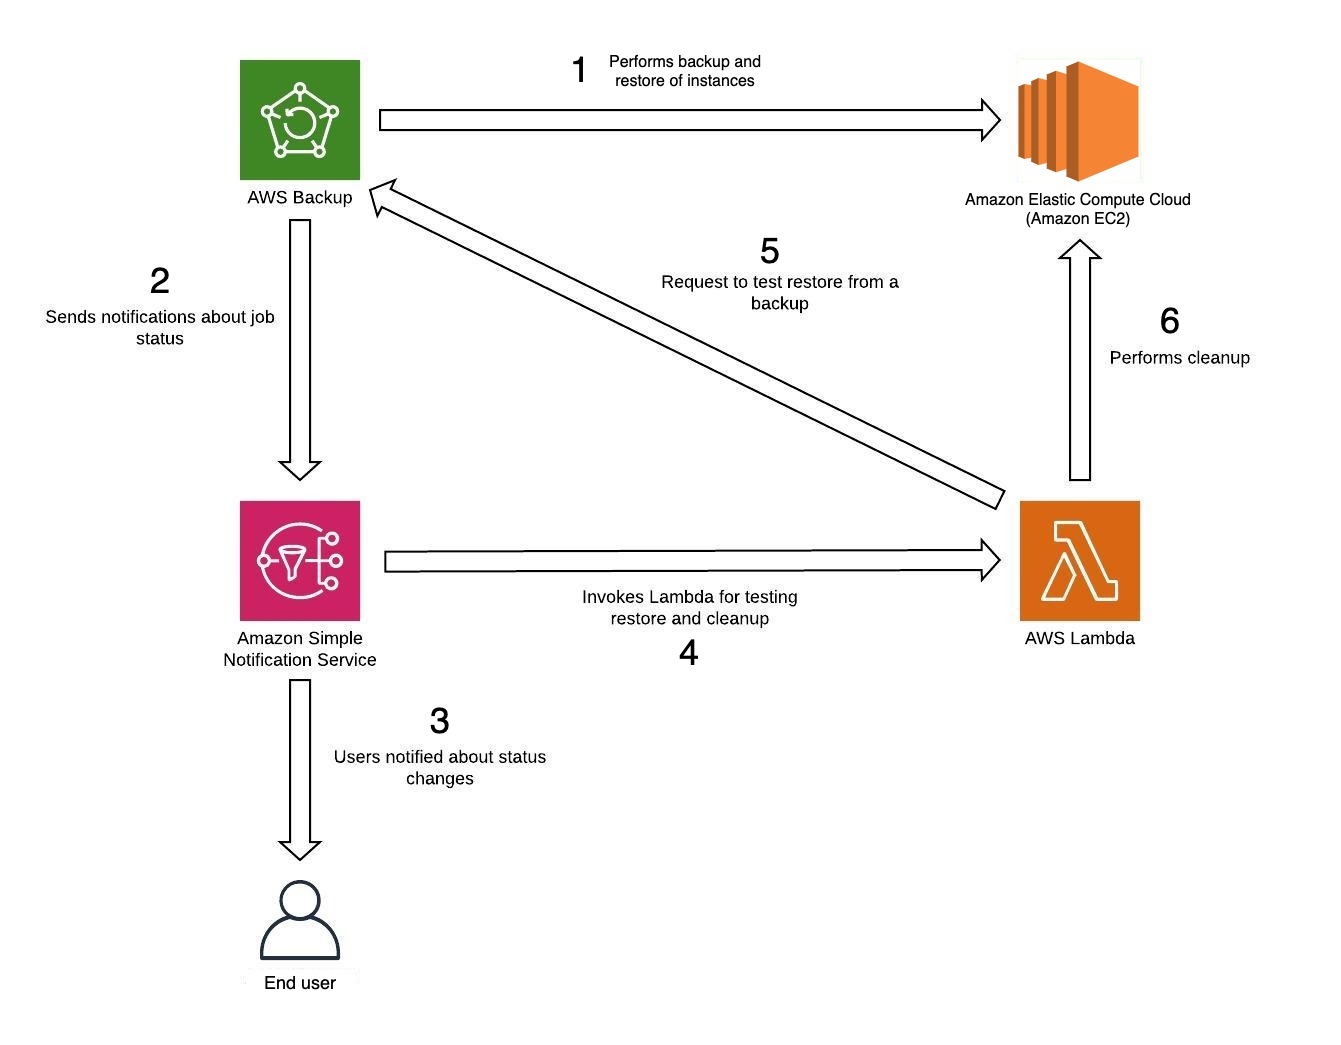 1
Performs backup and
restore of instances
AWS Backup
Amazon Elastic Compute Cloud
(Amazon EC2)
2
Sends notifications about job
status
5
Request to test restore from a
backup
6
Performs cleanup
Amazon Simple
Notification Service
Invokes Lambda for testing
restore and cleanup
4
AWS Lambda
3
Users notified about status
changes
End user